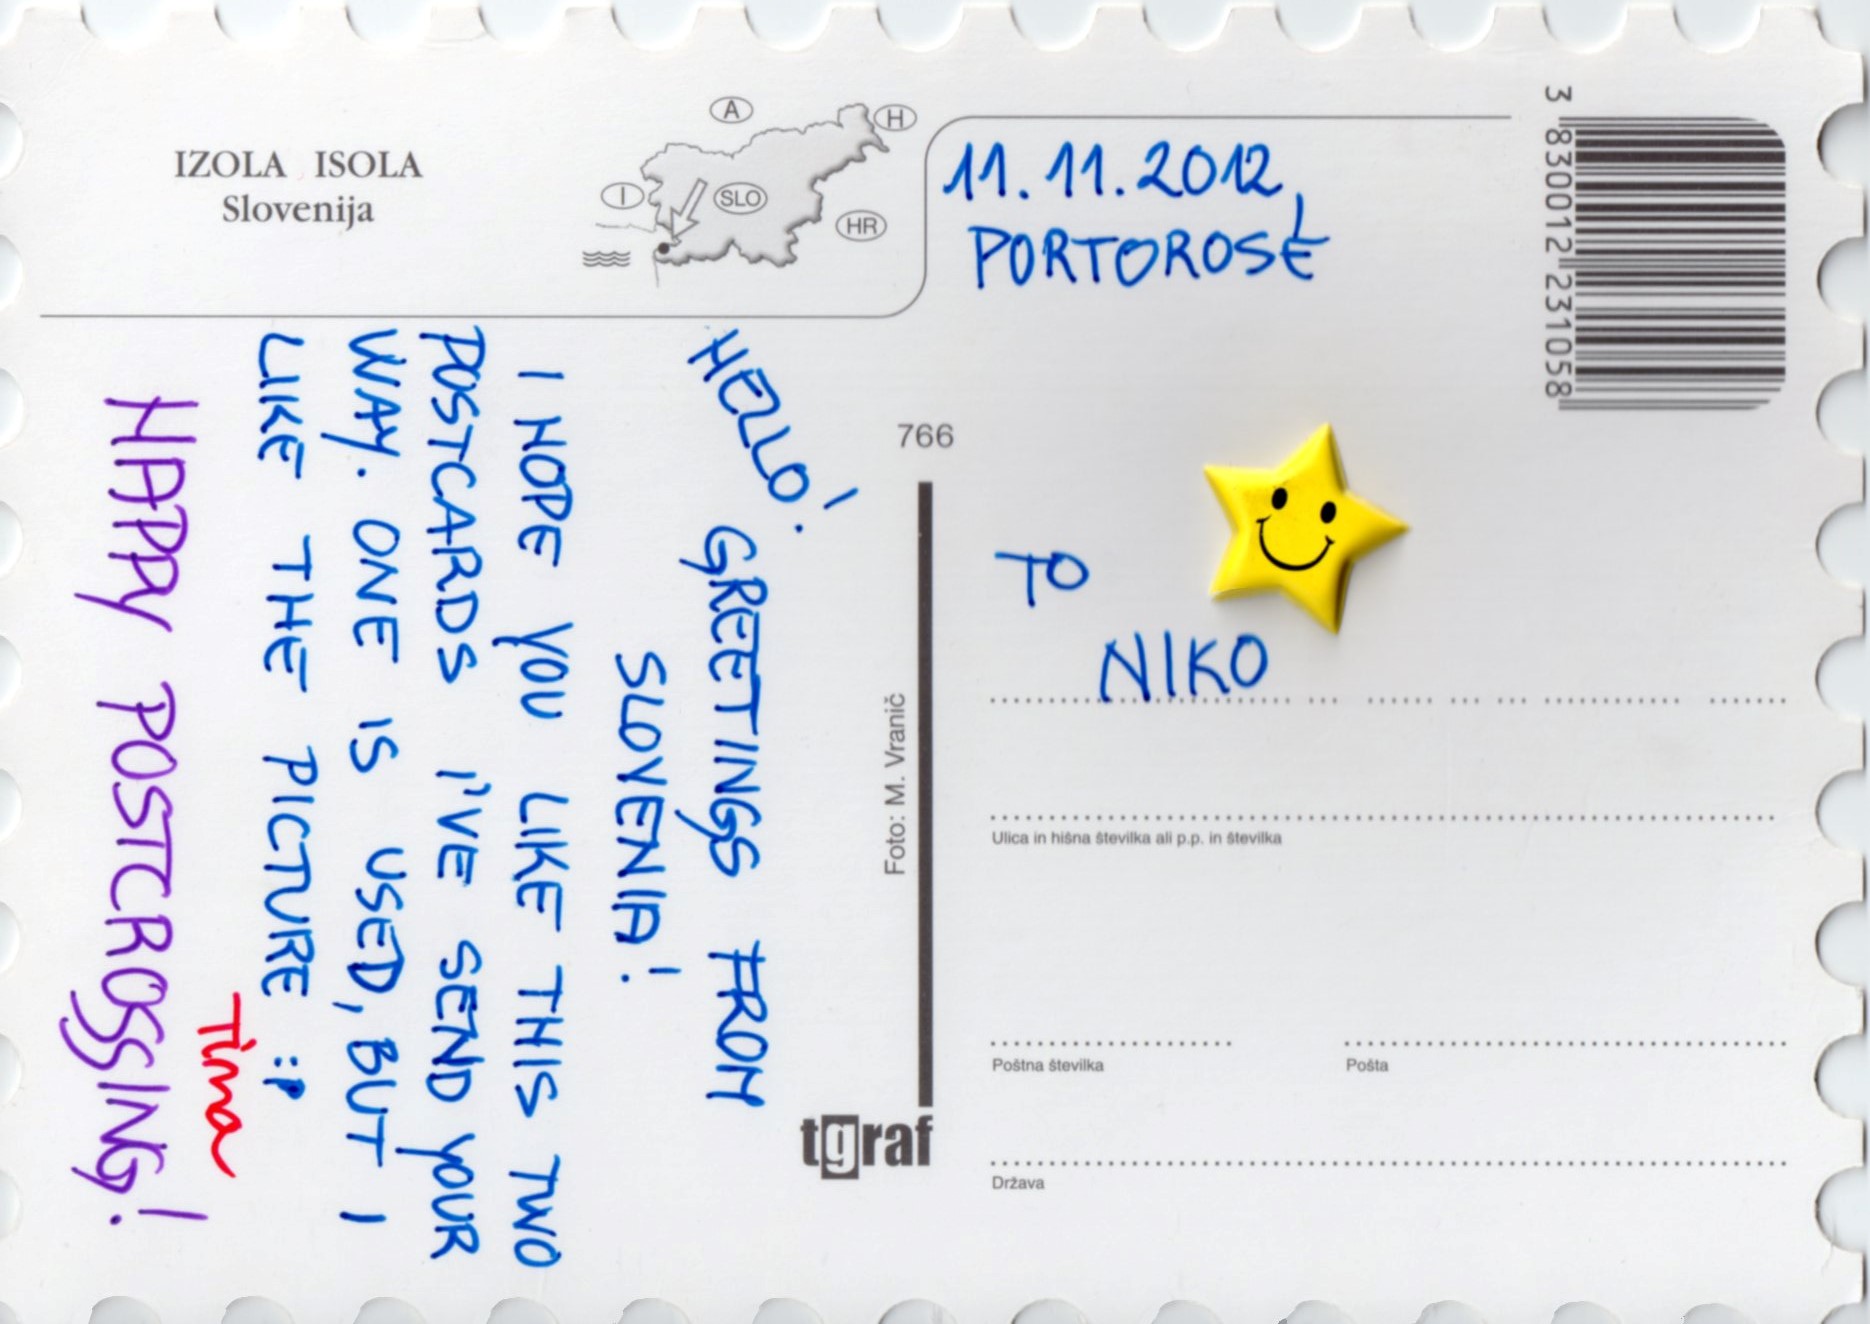 IZOLA ISOLA
Slovenija
A
H
I
SLO
HR
11.11.2012,
PORTOROSE
3 830012 231058
HELLO!
GREETINGS FROM
SLOVENIA!
I HOPE YOU LIKE THIS TWO
POSTCARDS I'VE SEND YOUR
WAY. ONE IS USED, BUT I
LIKE THE PICTURE :P
Tina
HAPPY POSTCROSSING!
766
Foto: M. Vranič
tgraf
TO
NIKO
Ulica in hišna številka ali p.p. in številka
Poštna številka
Pošta
Država